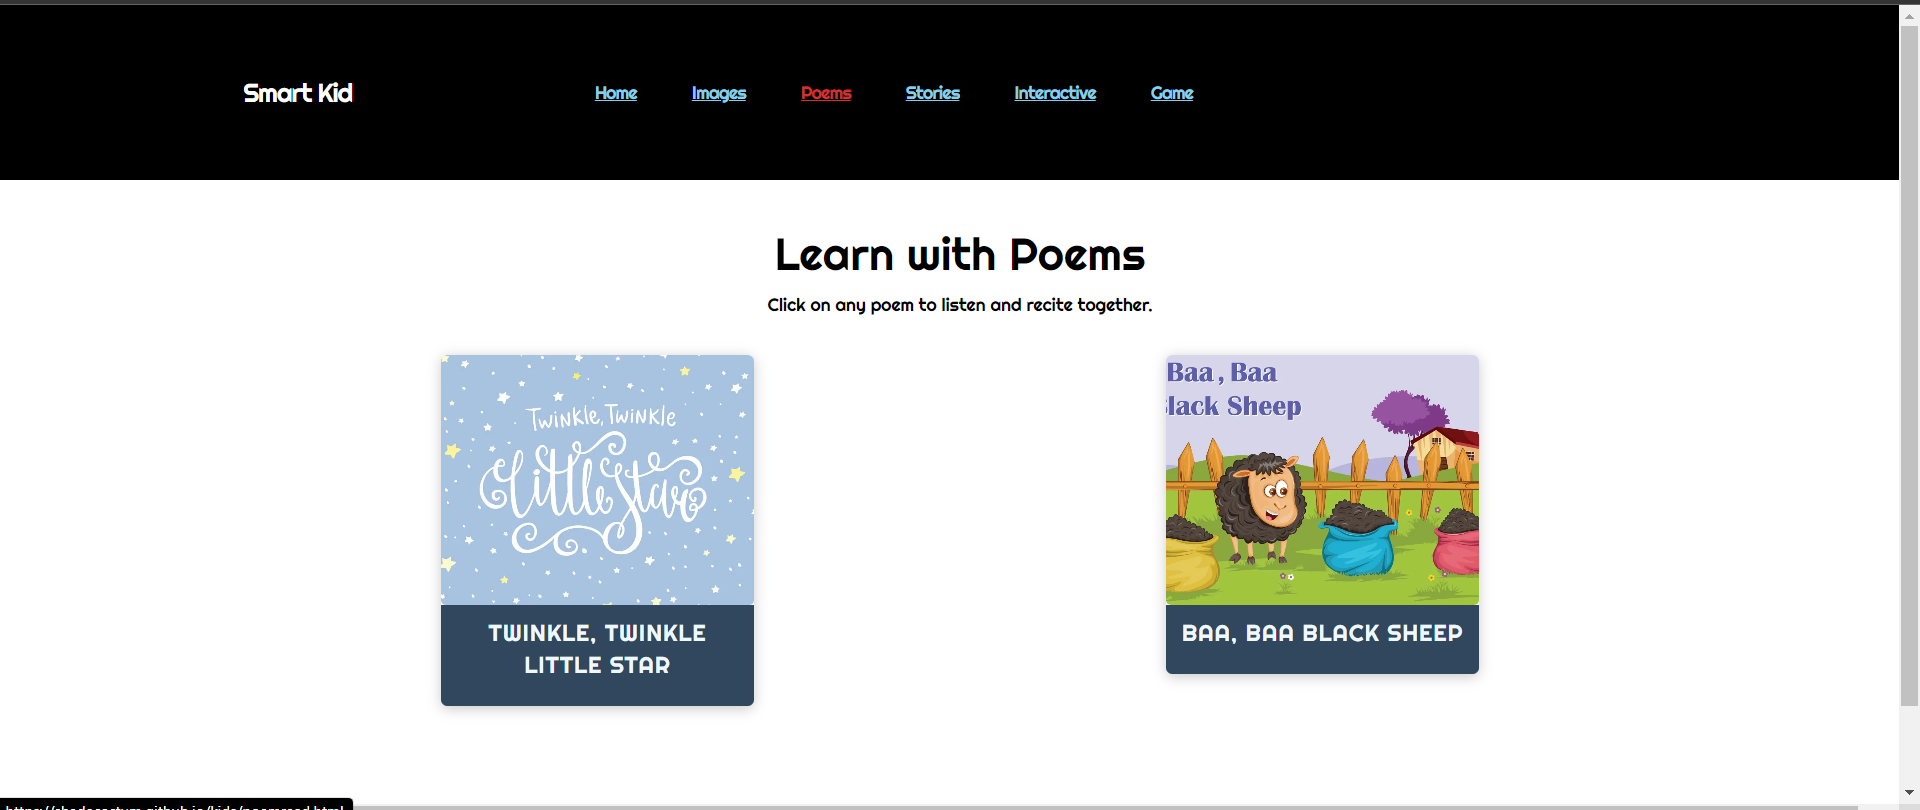 Smart Kid
Home Images Poems Stories Interactive Game
Learn with Poems
Click on any poem to listen and recite together.
Twinkle, Twinkle
Little Star
TWINKLE, TWINKLE
LITTLE STAR
Baa, Baa
lack Sheep
BAA, BAA BLACK SHEEP